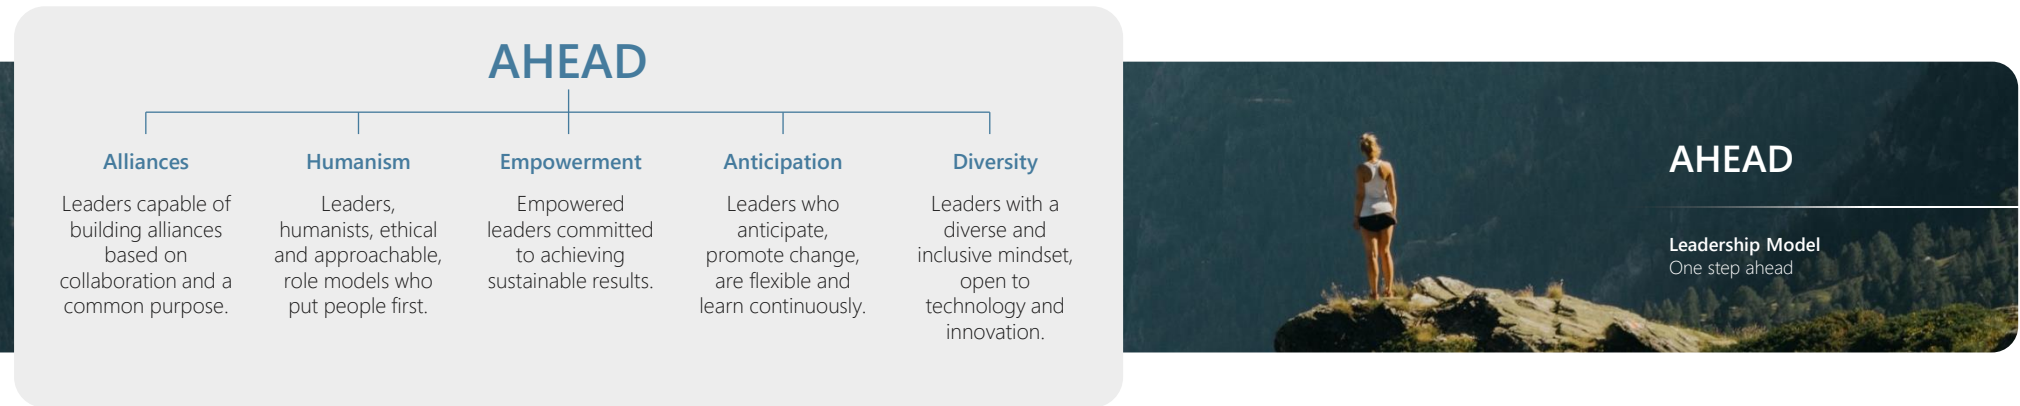 AHEAD
Alliances
Leaders capable of
building alliances
based on
collaboration and a
common purpose.
Humanism
Leaders,
humanists, ethical
and approachable,
role models who
put people first.
Empowerment
Empowered
leaders committed
to achieving
sustainable results.
Anticipation
Leaders who
anticipate,
promote change,
are flexible and
learn continuously.
Diversity
Leaders with a
diverse and
inclusive mindset,
open to
technology and
innovation.
AHEAD
Leadership Model
One step ahead